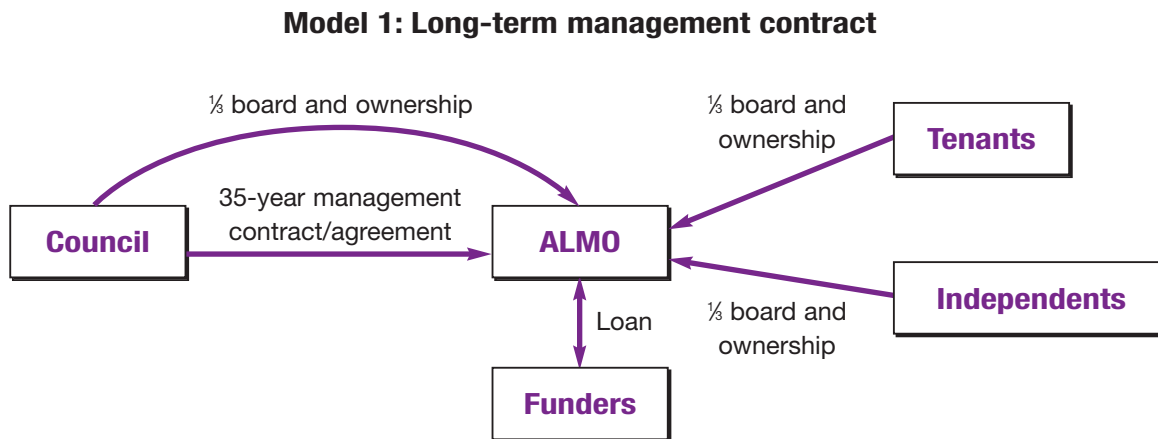 Model 1: Long-term management contract
⅓ board and ownership
⅓ board and
ownership
Tenants
35-year management
contract/agreement
Council
ALMO
Independents
Loan
⅓ board and
ownership
Funders